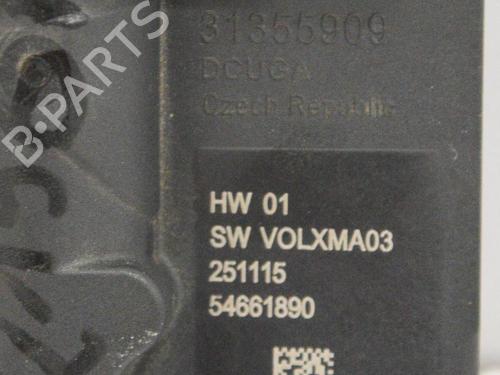 B-PARTS
31355909
DCUGA
Czech Republic
HW 01
SW VOLXMA03
251115
54661890